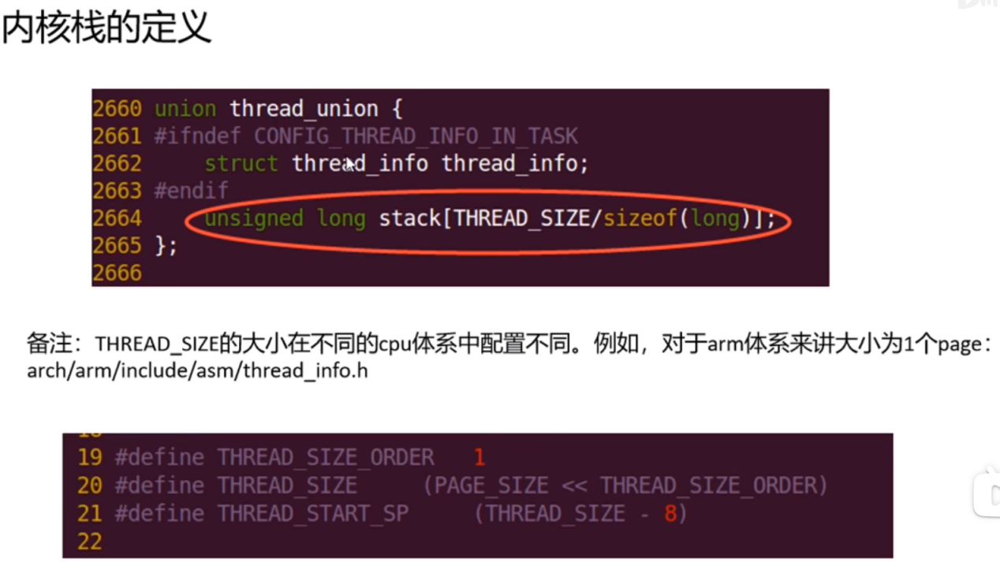 内核栈的定义
2660 union thread_union {
2661 #ifndef CONFIG_THREAD_INFO_IN_TASK
2662     struct thread_info thread_info;
2663 #endif
2664     unsigned long stack[THREAD_SIZE/sizeof(long)];
2665 };
2666
备注：THREAD_SIZE的大小在不同的cpu体系中配置不同。例如，对于arm体系来讲大小为1个page：
arch/arm/include/asm/thread_info.h
19 #define THREAD_SIZE_ORDER   1
20 #define THREAD_SIZE     (PAGE_SIZE << THREAD_SIZE_ORDER)
21 #define THREAD_START_SP     (THREAD_SIZE - 8)
22